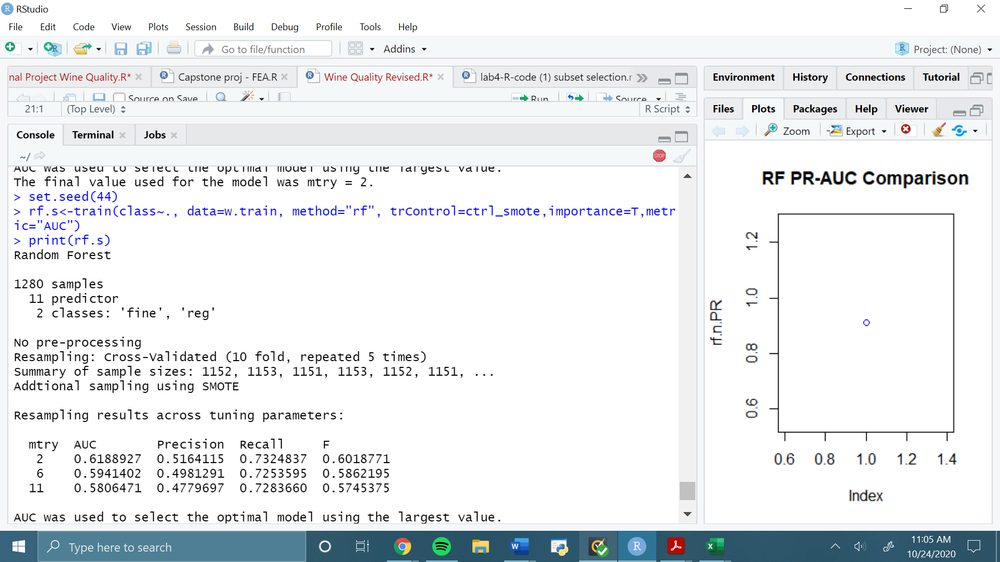 RStudio
File Edit Code View Plots Session Build Debug Profile Tools Help
Go to file/function Addins Project: (None)
nal Project Wine Quality.R* Capstone proj - FEA.R Wine Quality Revised.R* lab4-R-code (1) subset selection.r
Source on Save Run Source
21:1 (Top Level) R Script
Console Terminal Jobs
~/ STOP
AUC was used to select the optimal model using the largest value.
The final value used for the model was mtry = 2.
> set.seed(44)
> rf.s<-train(class~., data=w.train, method="rf", trControl=ctrl_smote,importance=T,metr
ic="AUC")
> print(rf.s)
Random Forest
1280 samples
11 predictor
2 classes: 'fine', 'reg'
No pre-processing
Resampling: Cross-Validated (10 fold, repeated 5 times)
Summary of sample sizes: 1152, 1153, 1151, 1153, 1152, 1151, ...
Addtional sampling using SMOTE
Resampling results across tuning parameters:
mtry AUC Precision Recall F
2 0.6188927 0.5164115 0.7324837 0.6018771
6 0.5941402 0.4981291 0.7253595 0.5862195
11 0.5806471 0.4779697 0.7283660 0.5745375
AUC was used to select the optimal model using the largest value.
Environment History Connections Tutorial
Files Plots Packages Help Viewer
Zoom Export
RF PR-AUC Comparison
rf.n.PR
1.2
1.0
0.8
0.6
0.6 0.8 1.0 1.2 1.4
Index
Type here to search
11:05 AM
10/24/2020